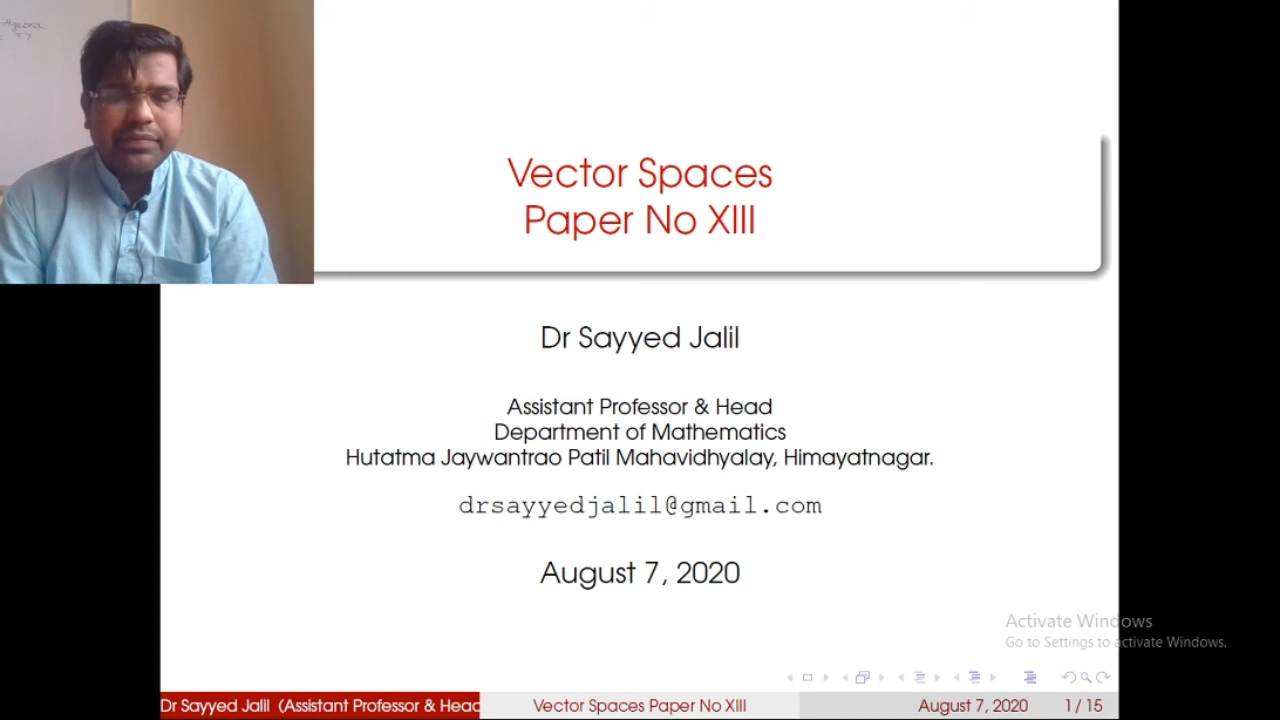 Algebra
Vector Spaces
Paper No XIII
Dr Sayyed Jalil
Assistant Professor & Head
Department of Mathematics
Hutatma Jaywantrao Patil Mahavidhyalay, Himayatnagar.
drsayyedjalil@gmail.com
August 7, 2020
Activate Windows
Go to Settings to activate Windows.
Dr Sayyed Jalil (Assistant Professor & Head
Vector Spaces Paper No XIII
August 7, 2020
1 / 15